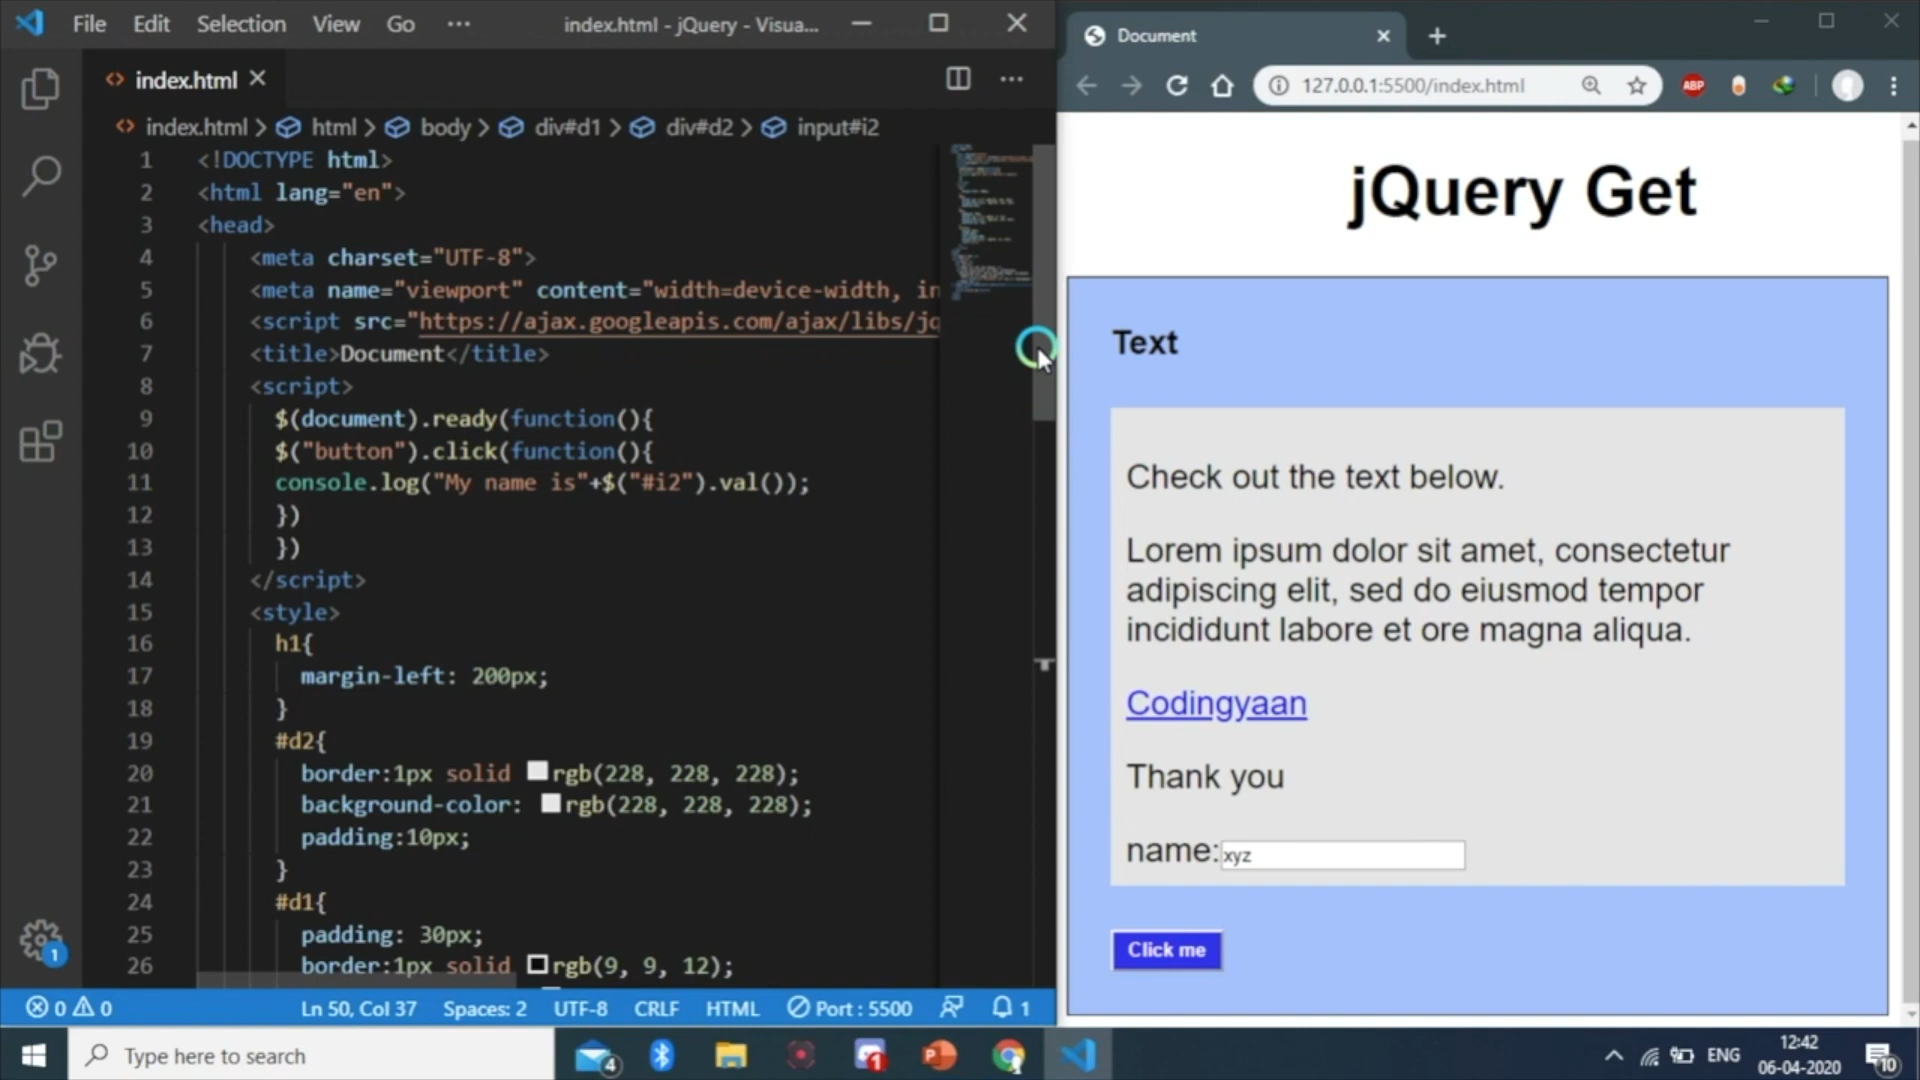 File Edit Selection View Go ··· index.html - jQuery - Visua...
index.html
index.html > html > body > div#d1 > div#d2 > input#i2
1 <!DOCTYPE html>
2 <html lang="en">
3 <head>
4 <meta charset="UTF-8">
5 <meta name="viewport" content="width=device-width, in
6 <script src="https://ajax.googleapis.com/ajax/libs/jq
7 <title>Document</title>
8 <script>
9 $(document).ready(function(){
10 $("button").click(function(){
11 console.log("My name is"+$("#i2").val());
12 })
13 })
14 </script>
15 <style>
16 h1{
17 margin-left: 200px;
18 }
19 #d2{
20 border:1px solid rgb(228, 228, 228);
21 background-color: rgb(228, 228, 228);
22 padding:10px;
23 }
24 #d1{
25 padding: 30px;
26 border:1px solid rgb(9, 9, 12);
1
0 0 Ln 50, Col 37 Spaces: 2 UTF-8 CRLF HTML Port : 5500 1
Document
127.0.0.1:5500/index.html ABP
jQuery Get
Text
Check out the text below.
Lorem ipsum dolor sit amet, consectetur
adipiscing elit, sed do eiusmod tempor
incididunt labore et ore magna aliqua.
Codingyaan
Thank you
name:xyz
Click me
Type here to search 4 1 P ENG 12:42
06-04-2020 10